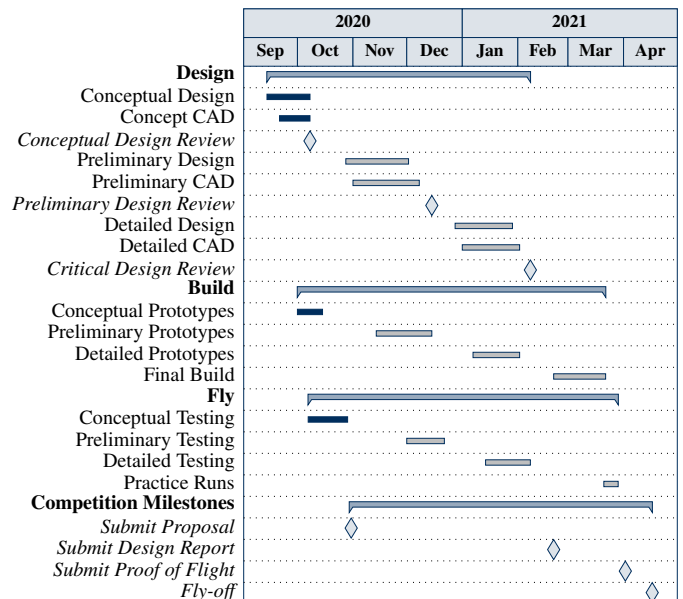 2020 2021
Sep Oct Nov Dec Jan Feb Mar Apr
Design
Conceptual Design
Concept CAD
Conceptual Design Review
Preliminary Design
Preliminary CAD
Preliminary Design Review
Detailed Design
Detailed CAD
Critical Design Review
Build
Conceptual Prototypes
Preliminary Prototypes
Detailed Prototypes
Final Build
Fly
Conceptual Testing
Preliminary Testing
Detailed Testing
Practice Runs
Competition Milestones
Submit Proposal
Submit Design Report
Submit Proof of Flight
Fly-off